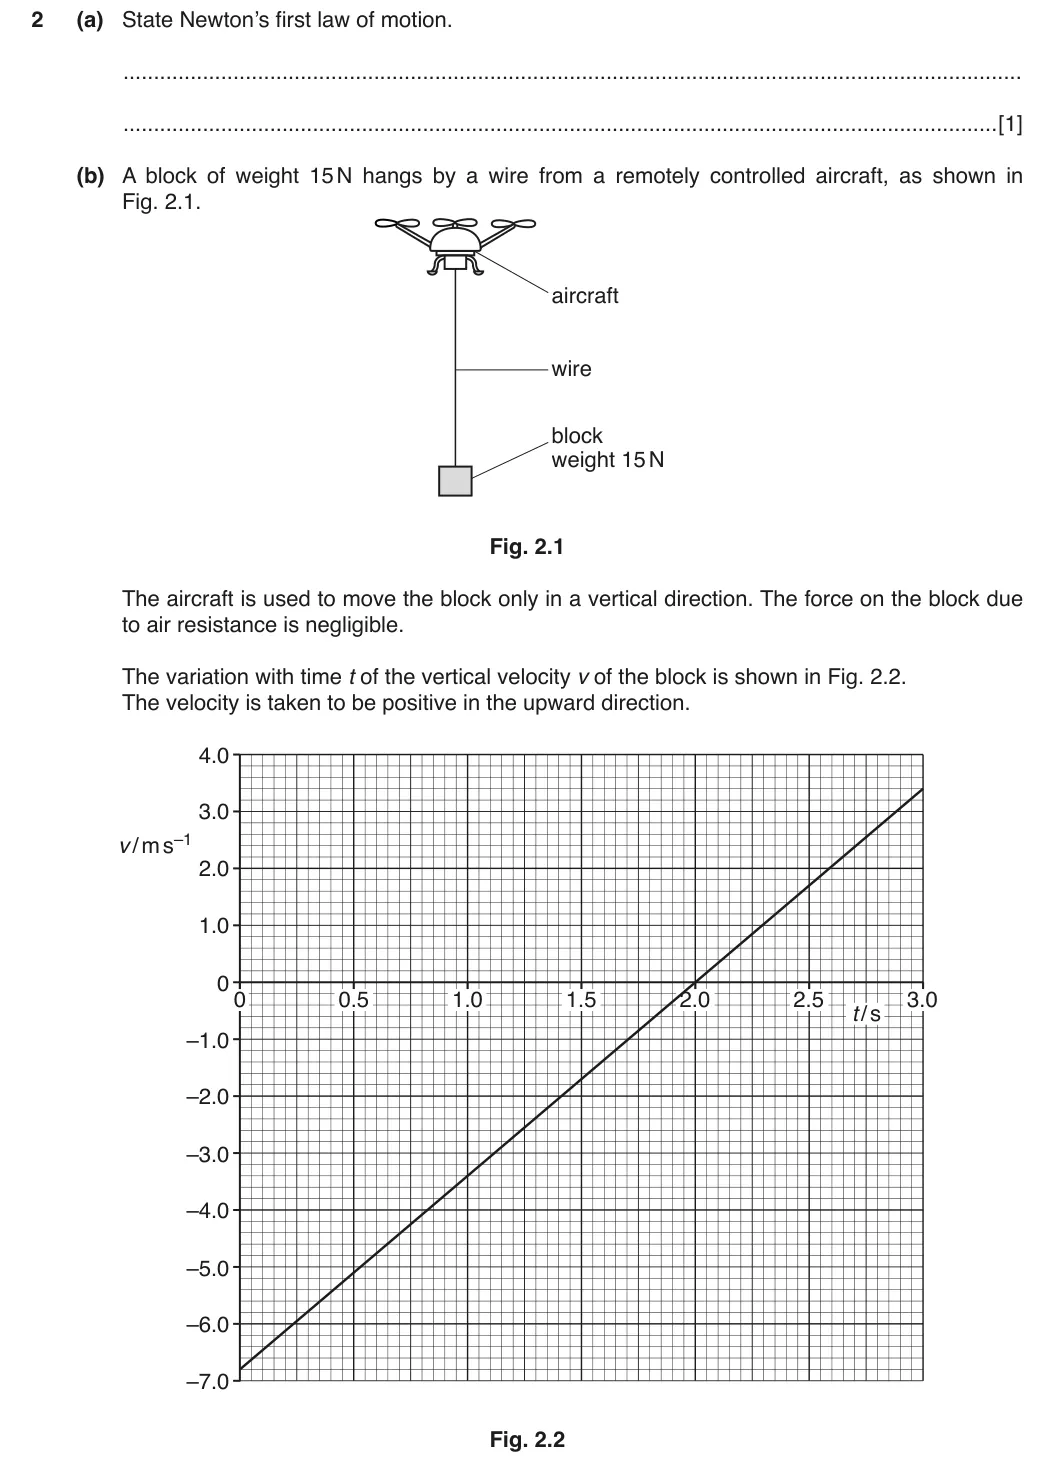 2 (a) State Newton’s first law of motion.
..........................................................................................................................................................
.....................................................................................................................................................[1]
(b) A block of weight 15 N hangs by a wire from a remotely controlled aircraft, as shown in
Fig. 2.1.
aircraft
wire
block
weight 15 N
Fig. 2.1
The aircraft is used to move the block only in a vertical direction. The force on the block due
to air resistance is negligible.
The variation with time t of the vertical velocity v of the block is shown in Fig. 2.2.
The velocity is taken to be positive in the upward direction.
4.0
3.0
v / m s–1
2.0
1.0
0
0 0.5 1.0 1.5 2.0 2.5 3.0
t / s
–1.0
–2.0
–3.0
–4.0
–5.0
–6.0
–7.0
Fig. 2.2